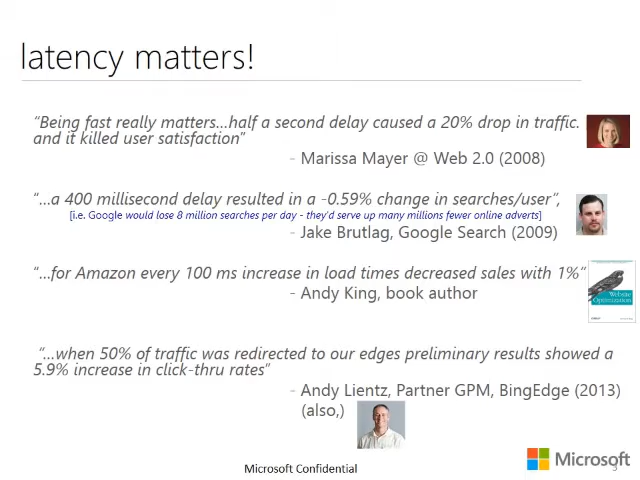 latency matters!
“Being fast really matters…half a second delay caused a 20% drop in traffic.
and it killed user satisfaction”
- Marissa Mayer @ Web 2.0 (2008)
“…a 400 millisecond delay resulted in a -0.59% change in searches/user”,
[i.e. Google would lose 8 million searches per day - they’d serve up many millions fewer online adverts]
- Jake Brutlag, Google Search (2009)
“…for Amazon every 100 ms increase in load times decreased sales with 1%”
- Andy King, book author
Website
Optimization
“…when 50% of traffic was redirected to our edges preliminary results showed a
5.9% increase in click-thru rates”
- Andy Lientz, Partner GPM, BingEdge (2013)
(also,)
Microsoft Confidential
Microsoft